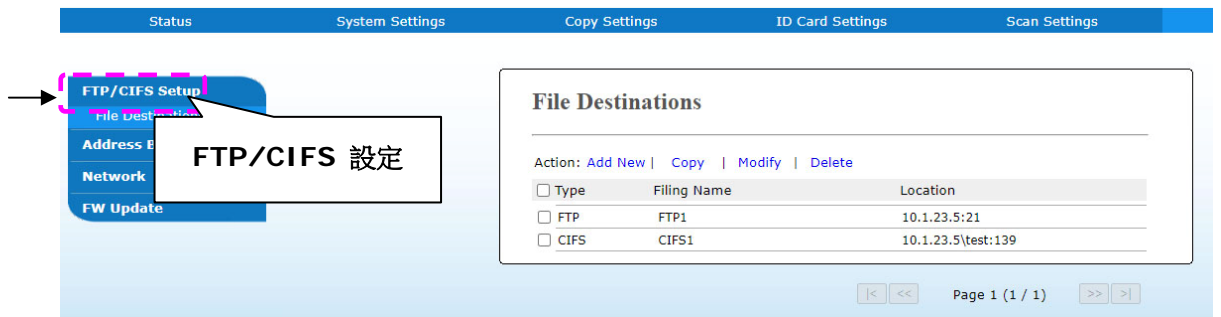 Status System Settings Copy Settings ID Card Settings Scan Settings
FTP/CIFS Setup
File Destination
Address B
Network
FW Update
FTP/CIFS 設定
File Destinations
Action: Add New | Copy | Modify | Delete
Type Filing Name Location
FTP FTP1 10.1.23.5:21
CIFS CIFS1 10.1.23.5\test:139
|< << Page 1 (1 / 1) >> >|